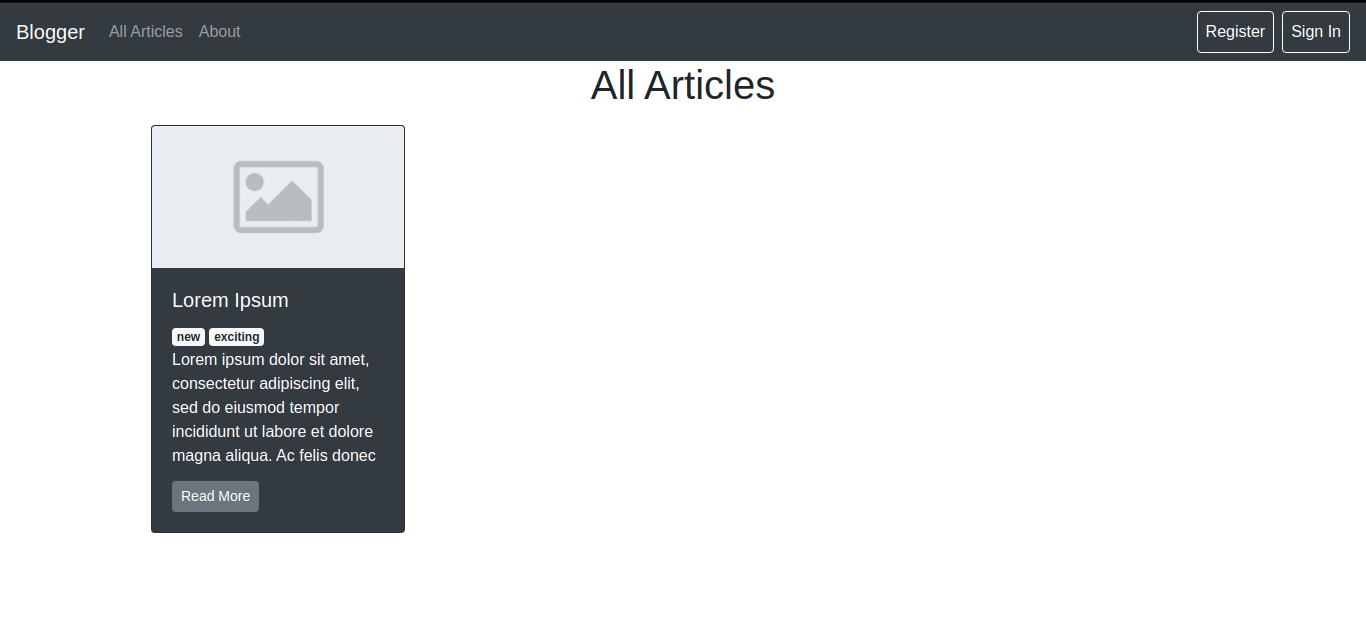 Blogger All Articles About Register Sign In
All Articles
Lorem Ipsum
new exciting
Lorem ipsum dolor sit amet,
consectetur adipiscing elit,
sed do eiusmod tempor
incididunt ut labore et dolore
magna aliqua. Ac felis donec
Read More